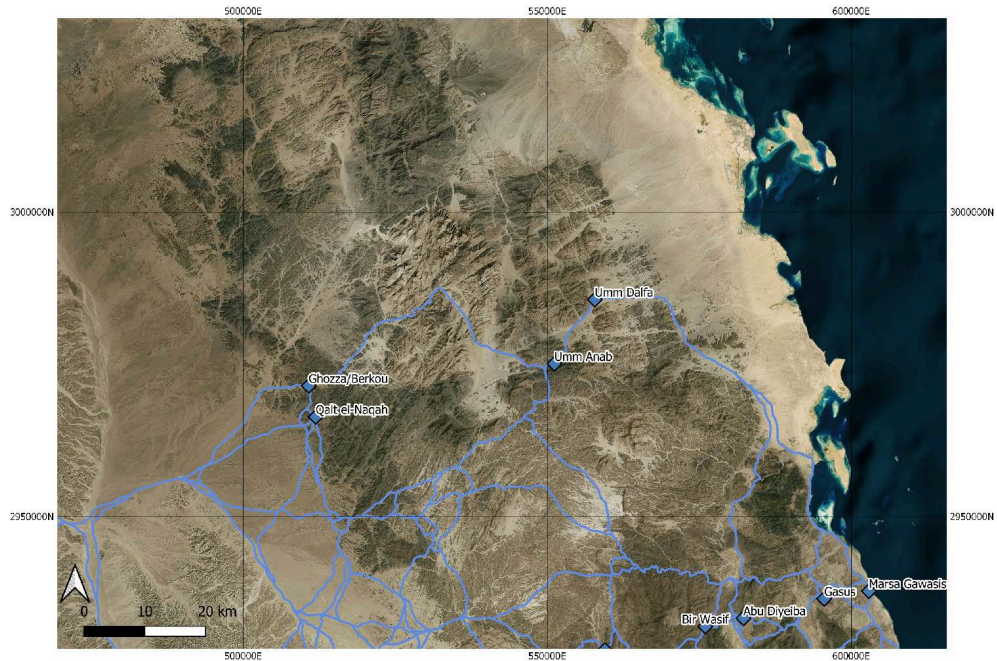 500000E 550000E 600000E
3000000N 3000000N
Umm Dalfa
Umm Anab
Ghozza/Berkou
Qalt el-Naqah
2950000N 2950000N
Marsa Gawasis
Gasus
Abu Diyeiba
Bir Wasif
0 10 20 km
500000E 550000E 600000E